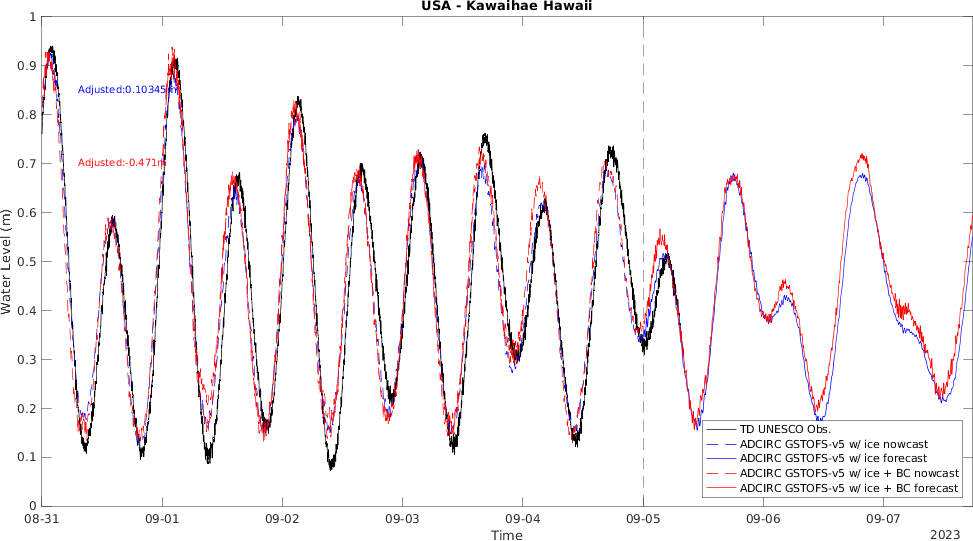 USA - Kawaihae Hawaii
1
0.9
0.8
0.7
0.6
0.5
0.4
0.3
0.2
0.1
0
Water Level (m)
Adjusted:0.10345m
Adjusted:-0.471m
TD UNESCO Obs.
ADCIRC GSTOFS-v5 w/ ice nowcast
ADCIRC GSTOFS-v5 w/ ice forecast
ADCIRC GSTOFS-v5 w/ ice + BC nowcast
ADCIRC GSTOFS-v5 w/ ice + BC forecast
08-31 09-01 09-02 09-03 09-04 09-05 09-06 09-07
Time
2023